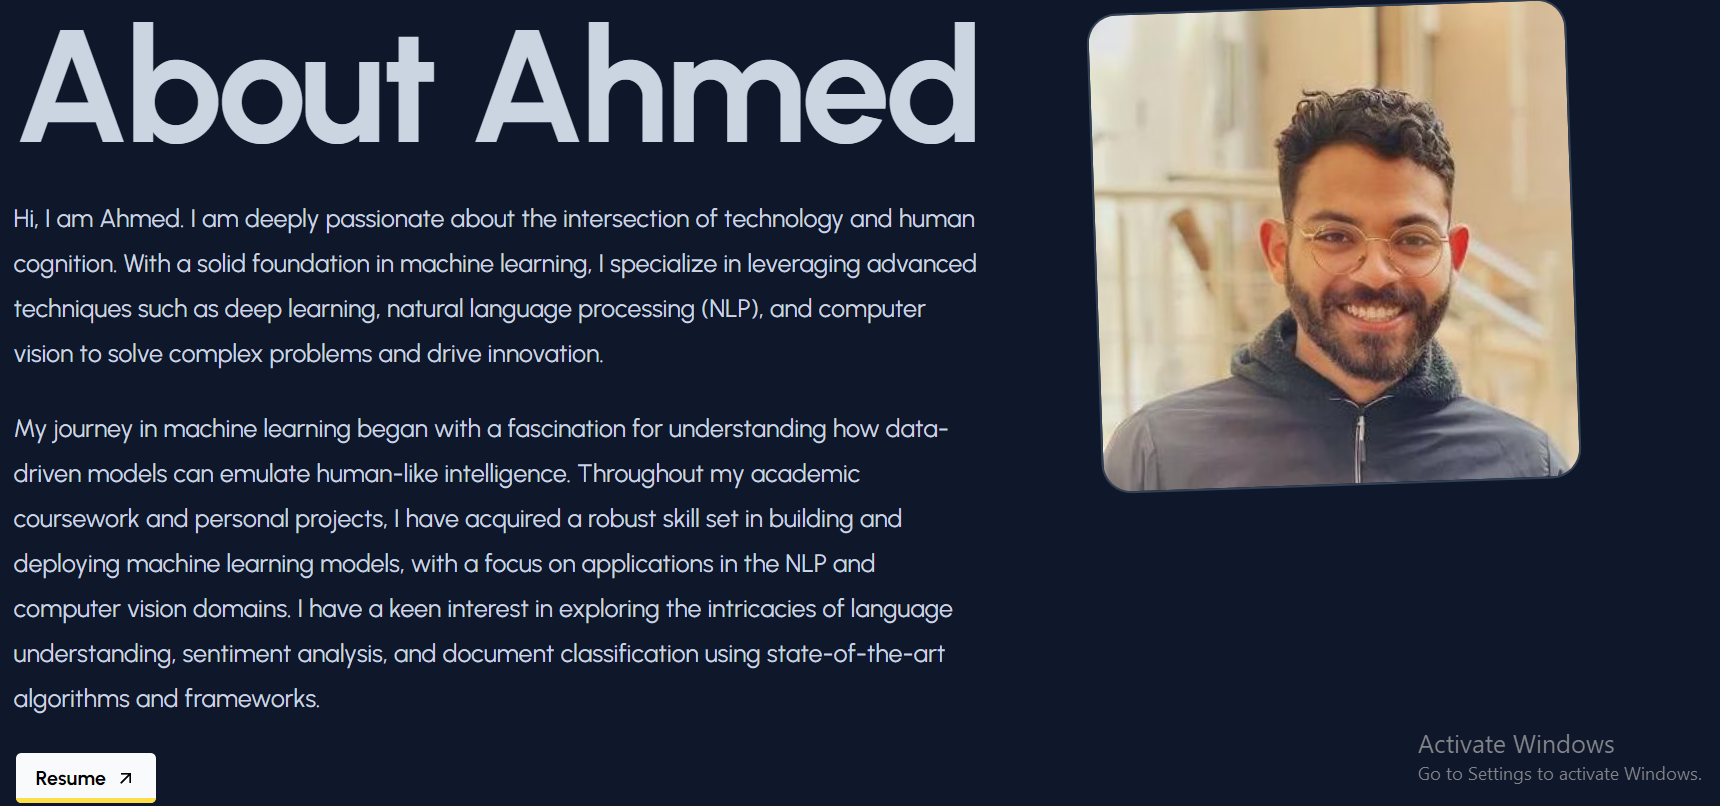 About Ahmed
Hi, I am Ahmed. I am deeply passionate about the intersection of technology and human
cognition. With a solid foundation in machine learning, I specialize in leveraging advanced
techniques such as deep learning, natural language processing (NLP), and computer
vision to solve complex problems and drive innovation.
My journey in machine learning began with a fascination for understanding how data-
driven models can emulate human-like intelligence. Throughout my academic
coursework and personal projects, I have acquired a robust skill set in building and
deploying machine learning models, with a focus on applications in the NLP and
computer vision domains. I have a keen interest in exploring the intricacies of language
understanding, sentiment analysis, and document classification using state-of-the-art
algorithms and frameworks.
Resume
Activate Windows
Go to Settings to activate Windows.